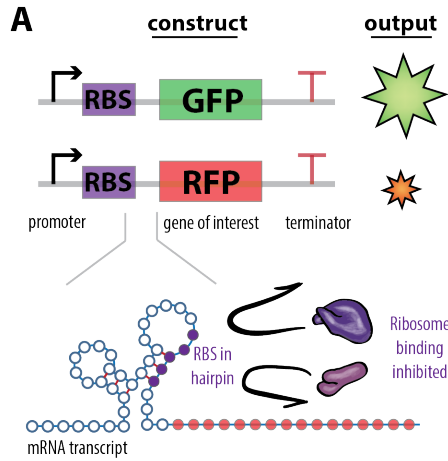 A
construct
output
RBS
GFP
RBS
RFP
promoter
gene of interest
terminator
RBS in
hairpin
Ribosome
binding
inhibited
mRNA transcript